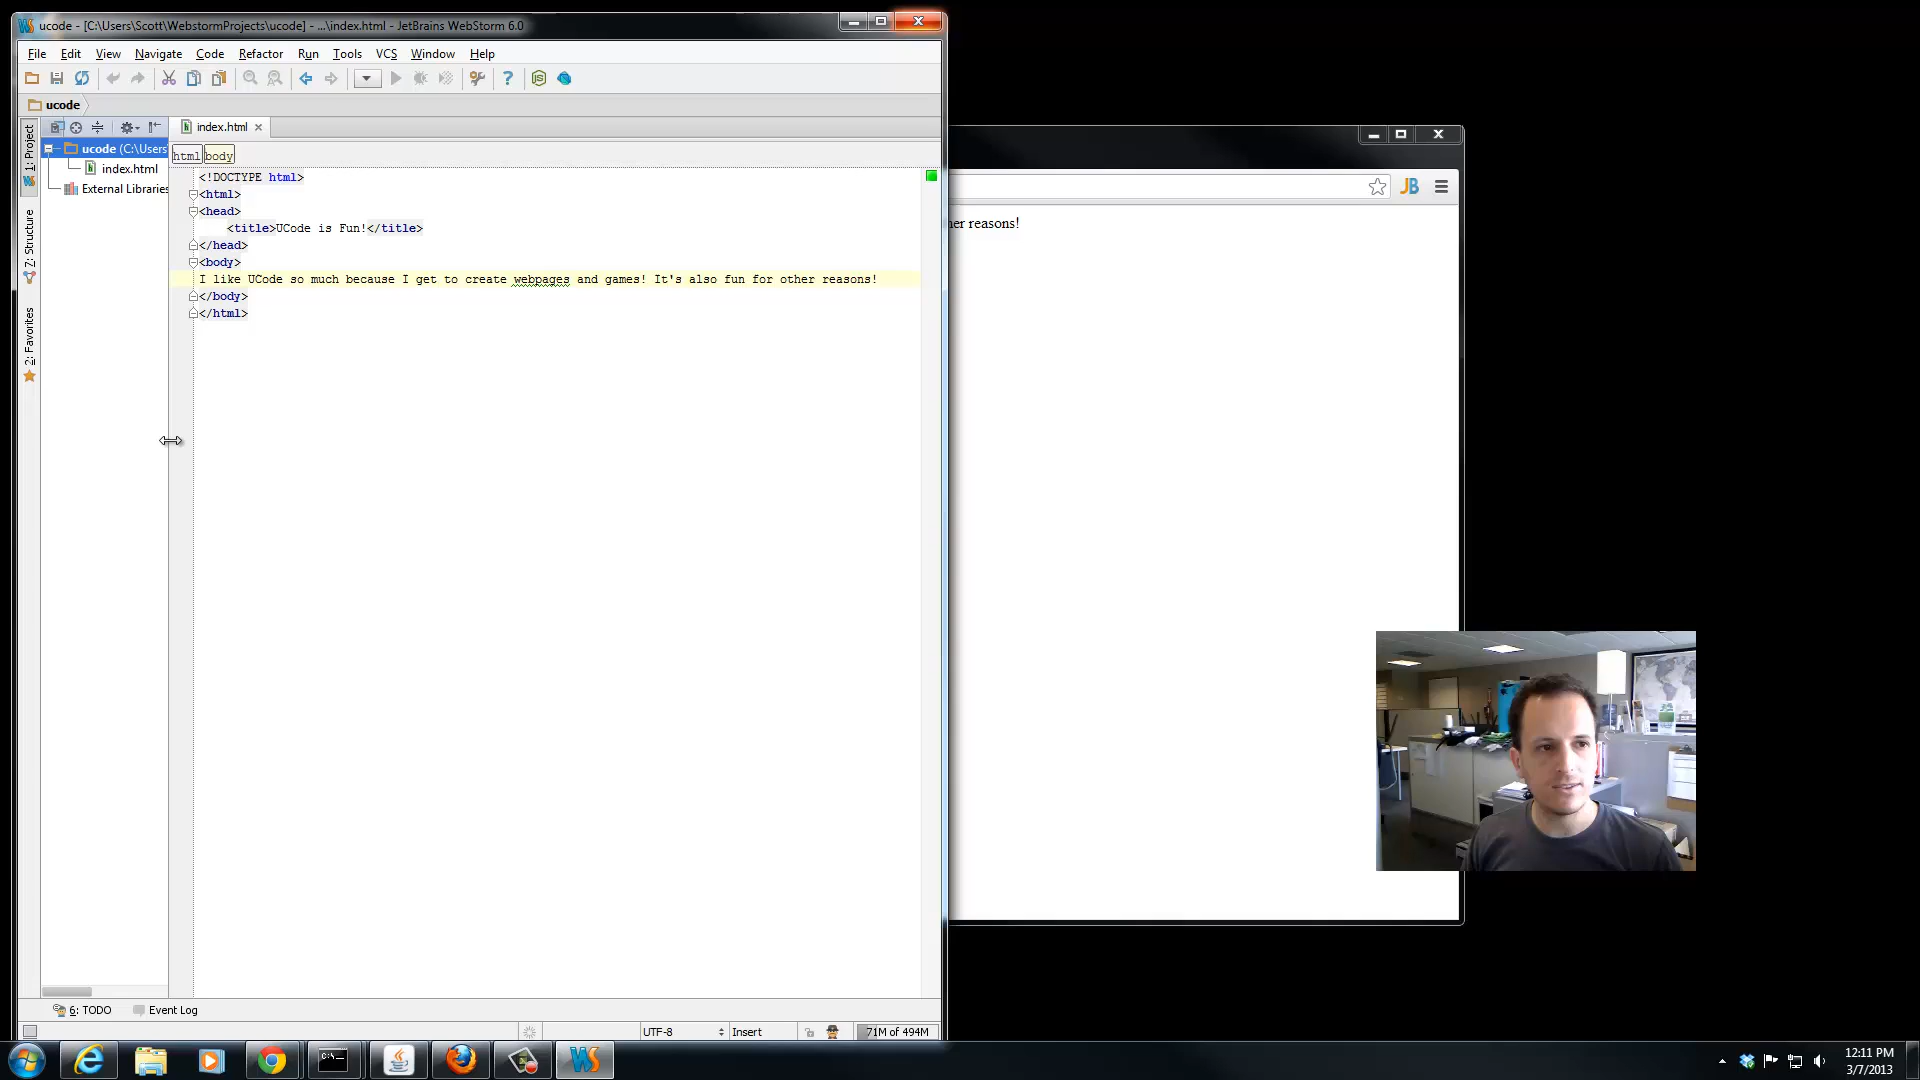 ucode - [C:\Users\Scott\WebstormProjects\ucode] - ...\index.html - JetBrains WebStorm 6.0
File Edit View Navigate Code Refactor Run Tools VCS Window Help
ucode
1: Project
Z: Structure
2: Favorites
ucode (C:\Users
index.html
External Libraries
index.html
html body
<!DOCTYPE html>
<html>
<head>
<title>UCode is Fun!</title>
</head>
<body>
I like UCode so much because I get to create webpages and games! It's also fun for other reasons!
</body>
</html>
JB
her reasons!
6: TODO Event Log
UTF-8 Insert 71M of 494M
12:11 PM
3/7/2013